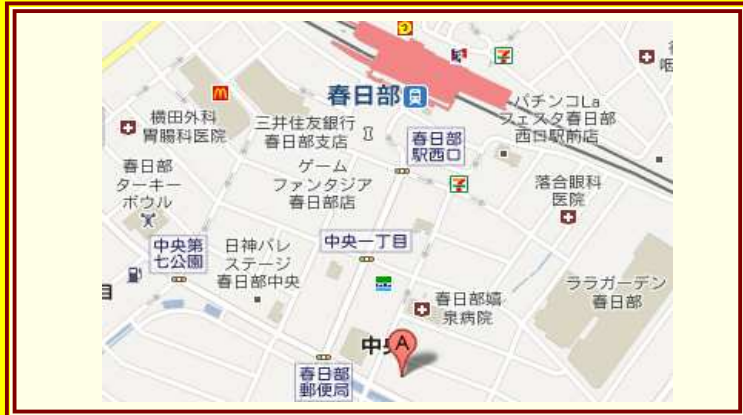 春日部
パチンコLa
フェスタ春日部
西口駅前店
横田外科
胃腸科医院
三井住友銀行
春日部支店
春日部
駅西口
春日部
ターキー
ボウル
ゲーム
ファンタジア
春日部店
落合眼科
医院
中央第
七公園
日神パレ
ステージ
春日部中央
中央一丁目
ララガーデン
春日部
春日部嬉
泉病院
中央
A
春日部
郵便局
目